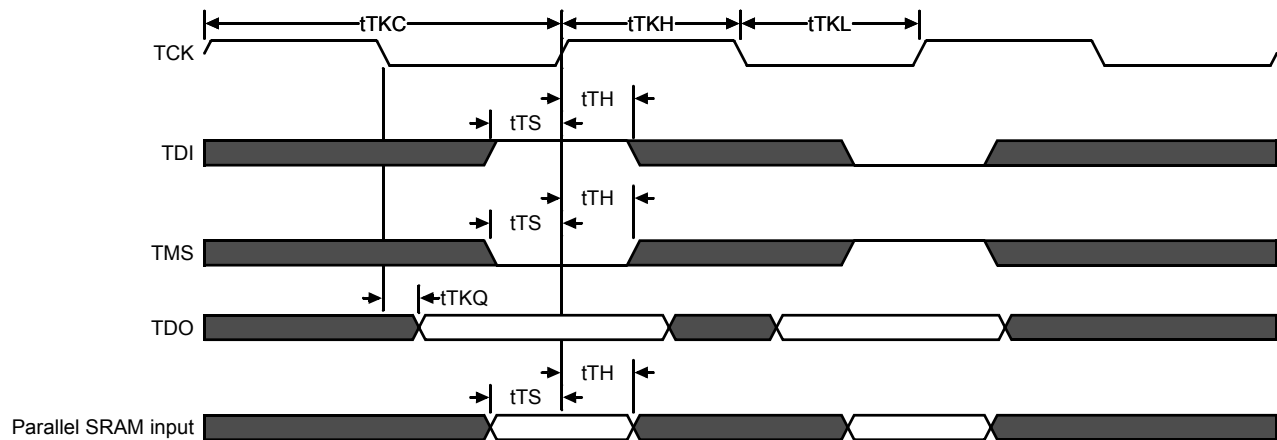 tTKC
tTKH
tTKL
TCK
tTH
tTS
TDI
tTH
tTS
TMS
tTKQ
TDO
tTH
tTS
Parallel SRAM input